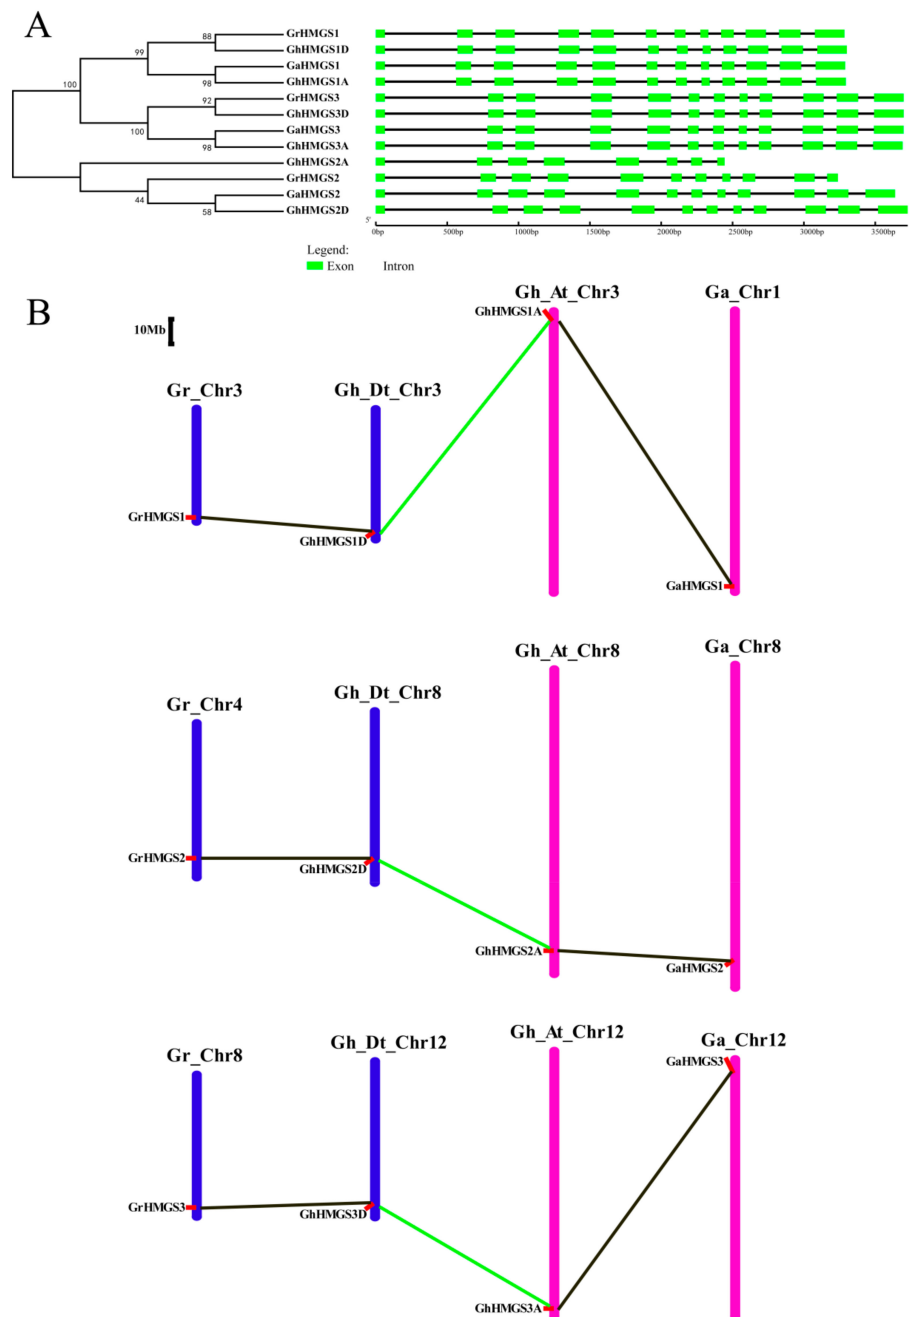 A
88
GrHMGS1
99
GhHMGS1D
GaHMGS1
100
98
GhHMGS1A
92
GrHMGS3
GhHMGS3D
100
GaHMGS3
98
GhHMGS3A
GhHMGS2A
GrHMGS2
44
GaHMGS2
58
GhHMGS2D
5'
0bp 500bp 1000bp 1500bp 2000bp 2500bp 3000bp 3500bp
Legend:
Exon Intron
B
10Mb
Gh_At_Chr3 Ga_Chr1
GhHMGS1A
Gr_Chr3 Gh_Dt_Chr3
GrHMGS1
GhHMGS1D
GaHMGS1
Gh_At_Chr8 Ga_Chr8
Gr_Chr4 Gh_Dt_Chr8
GrHMGS2
GhHMGS2D
GhHMGS2A
GaHMGS2
Gr_Chr8 Gh_Dt_Chr12 Gh_At_Chr12 Ga_Chr12
GaHMGS3
GrHMGS3
GhHMGS3D
GhHMGS3A